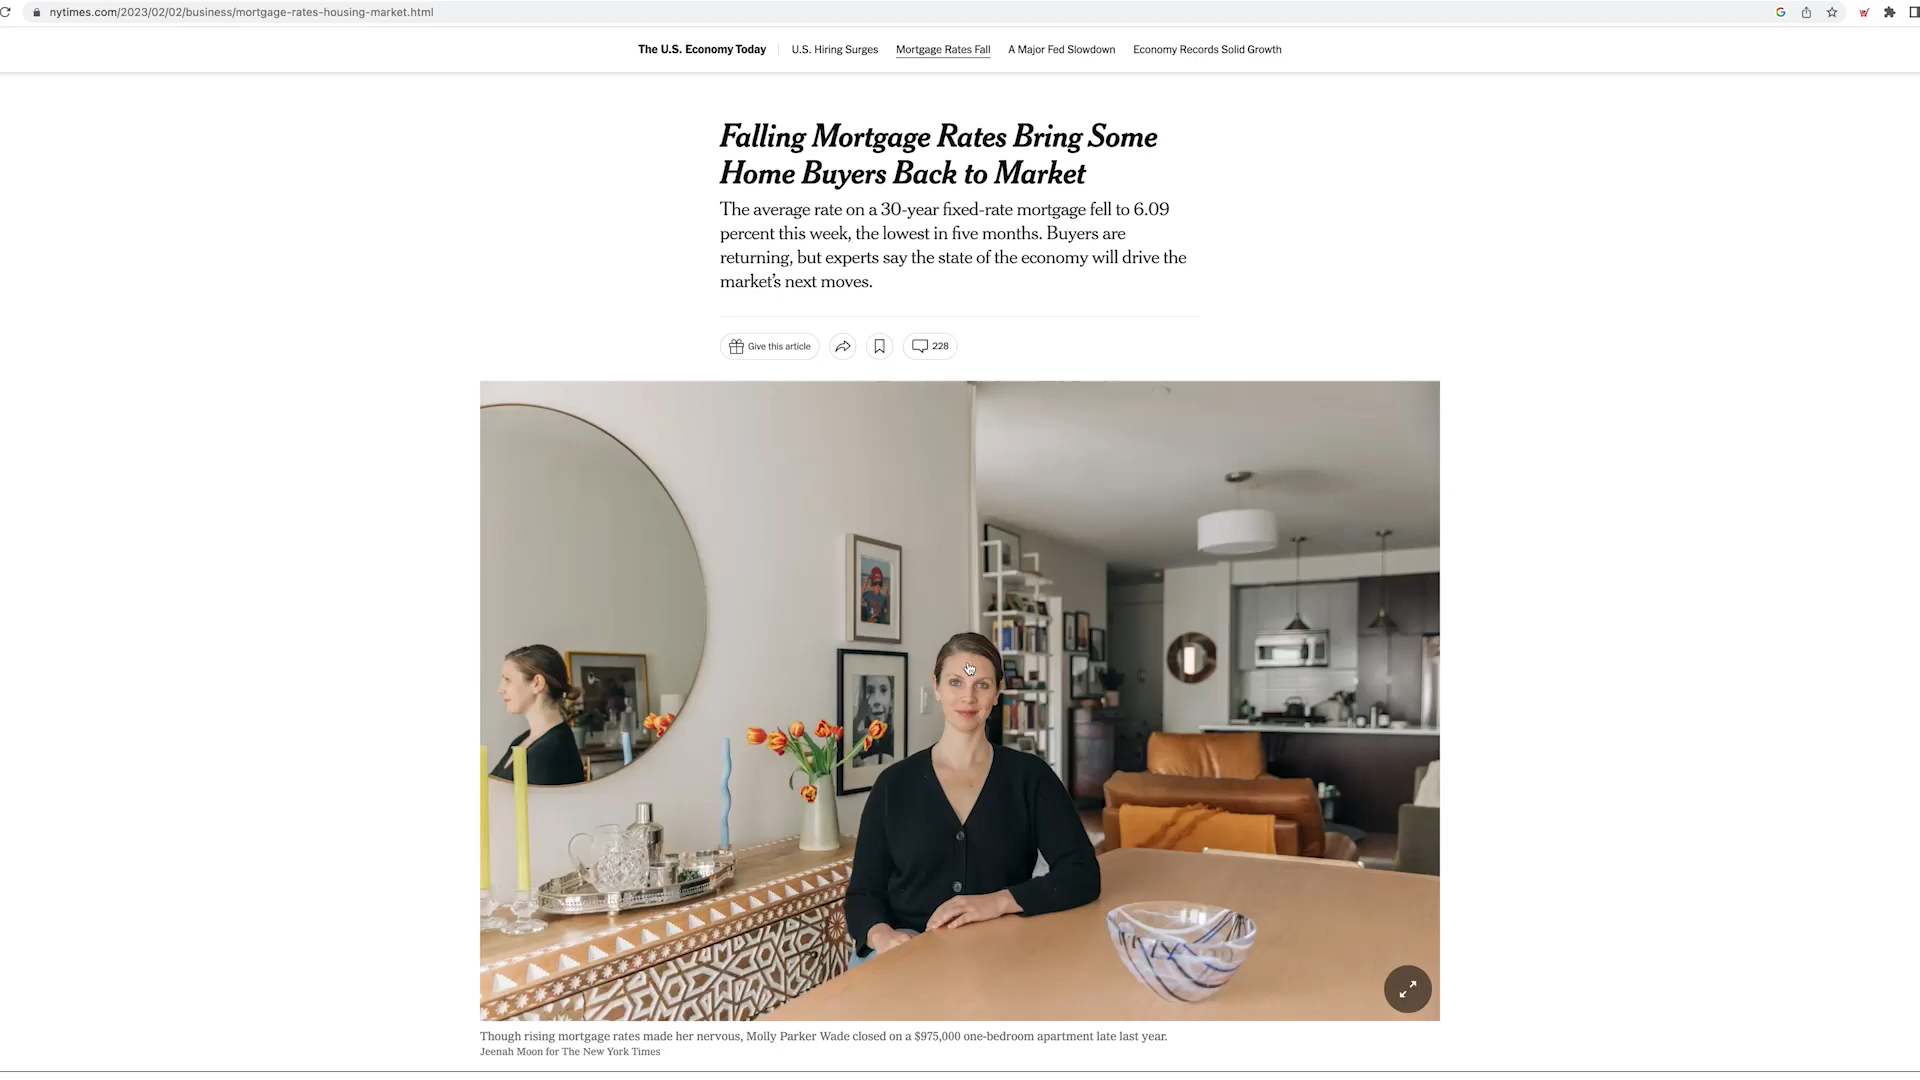 nytimes.com/2023/02/02/business/mortgage-rates-housing-market.html
The U.S. Economy Today U.S. Hiring Surges Mortgage Rates Fall A Major Fed Slowdown Economy Records Solid Growth
Falling Mortgage Rates Bring Some
Home Buyers Back to Market
The average rate on a 30-year fixed-rate mortgage fell to 6.09
percent this week, the lowest in five months. Buyers are
returning, but experts say the state of the economy will drive the
market’s next moves.
Give this article 228
Though rising mortgage rates made her nervous, Molly Parker Wade closed on a $975,000 one-bedroom apartment late last year.
Jeenah Moon for The New York Times